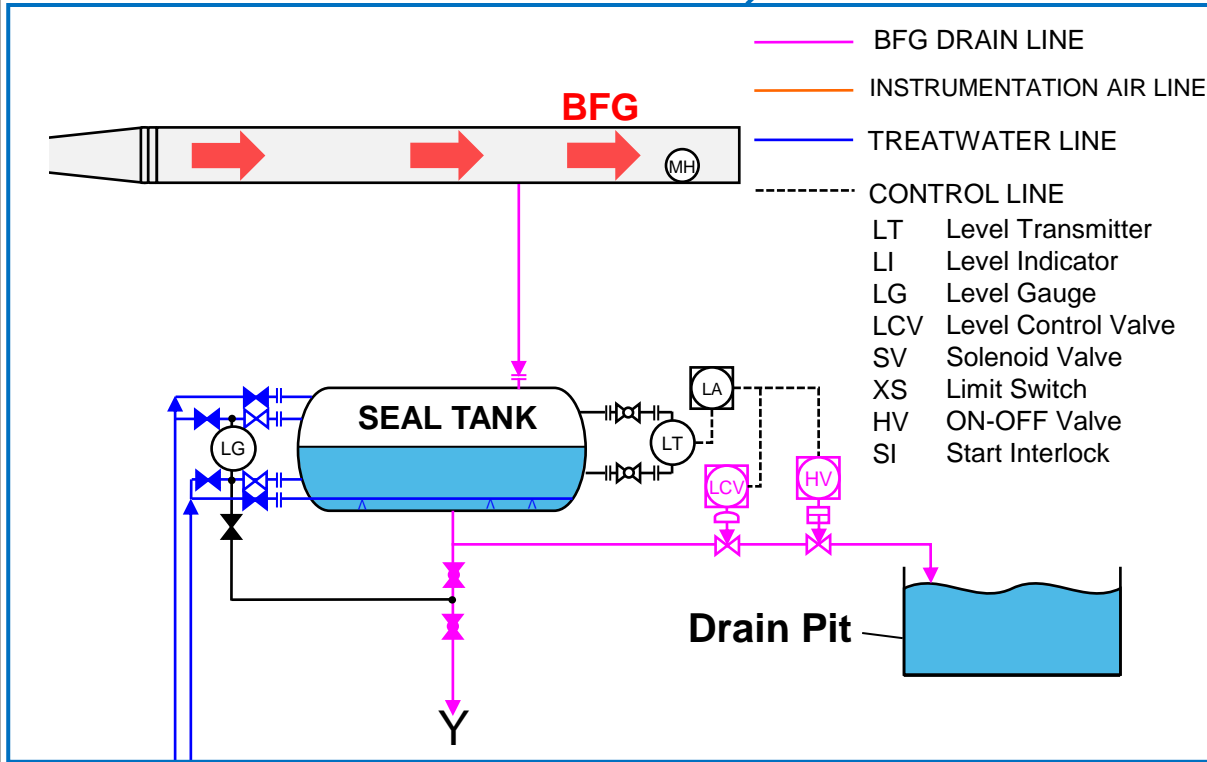 BFG DRAIN LINE
BFG
INSTRUMENTATION AIR LINE
TREATWATER LINE
MH
CONTROL LINE
LT Level Transmitter
LI Level Indicator
LG Level Gauge
LCV Level Control Valve
SV Solenoid Valve
XS Limit Switch
HV ON-OFF Valve
SI Start Interlock
LA
SEAL TANK
LG
LT
LCV
HV
Drain Pit
Y